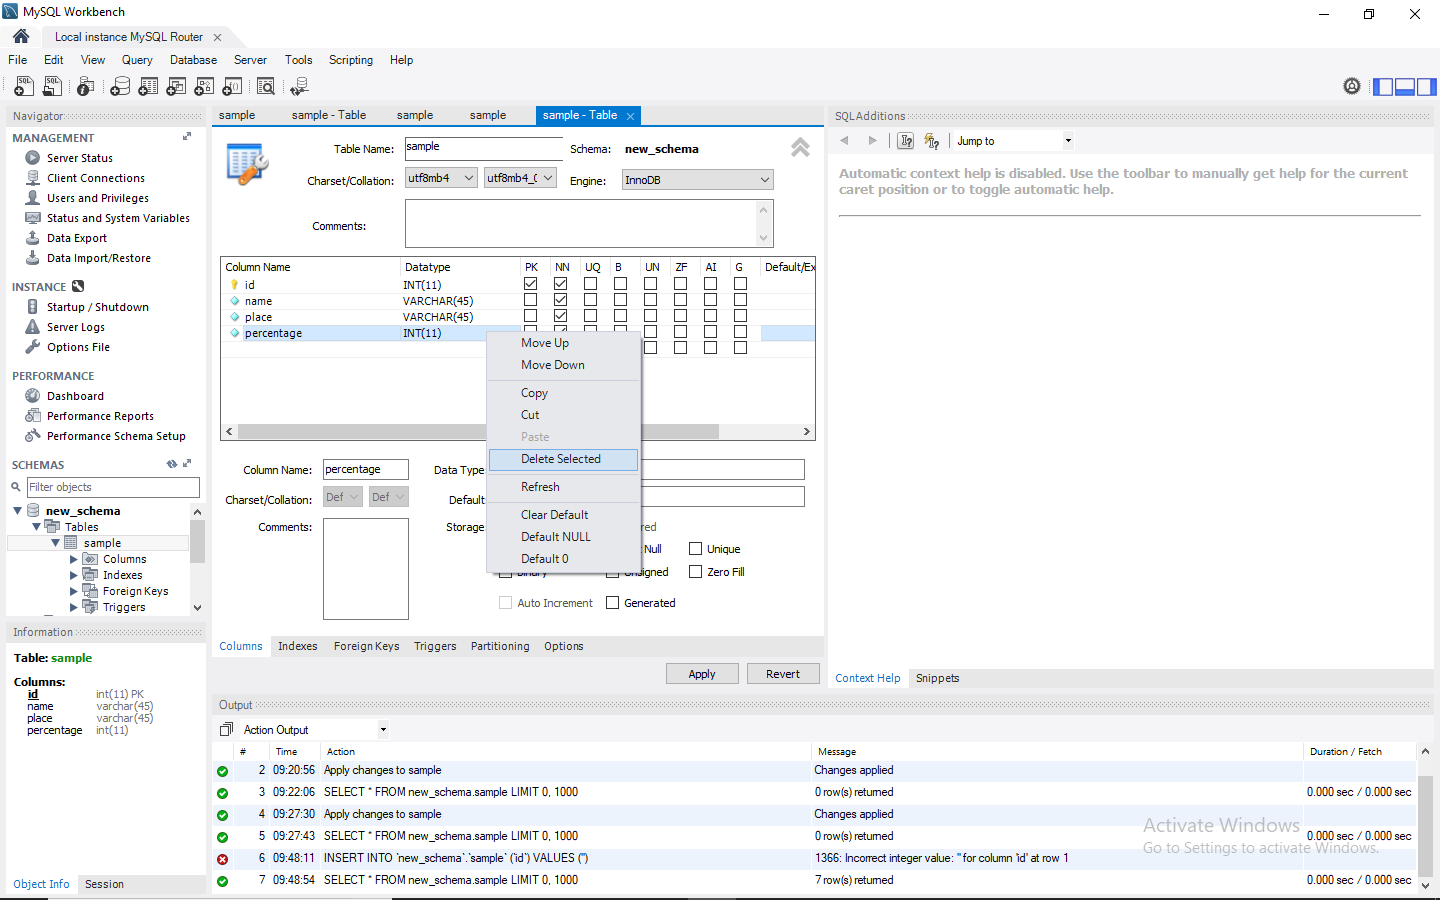 MySQL Workbench
Local instance MySQL Router
File Edit View Query Database Server Tools Scripting Help
Navigator
MANAGEMENT
Server Status
Client Connections
Users and Privileges
Status and System Variables
Data Export
Data Import/Restore
INSTANCE
Startup / Shutdown
Server Logs
Options File
PERFORMANCE
Dashboard
Performance Reports
Performance Schema Setup
SCHEMAS
Filter objects
new_schema
Tables
sample
Columns
Indexes
Foreign Keys
Triggers
Information
Table: sample
Columns:
id int(11) PK
name varchar(45)
place varchar(45)
percentage int(11)
Object Info Session
sample sample - Table sample sample sample - Table
Table Name: sample Schema: new_schema
Charset/Collation: utf8mb4 utf8mb4_0 Engine: InnoDB
Comments:
Column Name Datatype PK NN UQ B UN ZF AI G Default/Ex
id INT(11)
name VARCHAR(45)
place VARCHAR(45)
percentage INT(11)
Move Up
Move Down
Copy
Cut
Paste
Delete Selected
Refresh
Clear Default
Default NULL
Default 0
Column Name: percentage Data Type
Charset/Collation: Def Def Default
Comments: Storage: red
Null Unique
Binary Unsigned Zero Fill
Auto Increment Generated
Columns Indexes Foreign Keys Triggers Partitioning Options
Apply Revert
SQLAdditions
Jump to
Automatic context help is disabled. Use the toolbar to manually get help for the current
caret position or to toggle automatic help.
Context Help Snippets
Output
Action Output
# Time Action Message Duration / Fetch
2 09:20:56 Apply changes to sample Changes applied
3 09:22:06 SELECT * FROM new_schema.sample LIMIT 0, 1000 0 row(s) returned 0.000 sec / 0.000 sec
4 09:27:30 Apply changes to sample Changes applied
5 09:27:43 SELECT * FROM new_schema.sample LIMIT 0, 1000 0 row(s) returned 0.000 sec / 0.000 sec
6 09:48:11 INSERT INTO `new_schema`.`sample` (`id`) VALUES ('') 1366: Incorrect integer value: '' for column 'id' at row 1
7 09:48:54 SELECT * FROM new_schema.sample LIMIT 0, 1000 7 row(s) returned 0.000 sec / 0.000 sec
Activate Windows
Go to Settings to activate Windows.